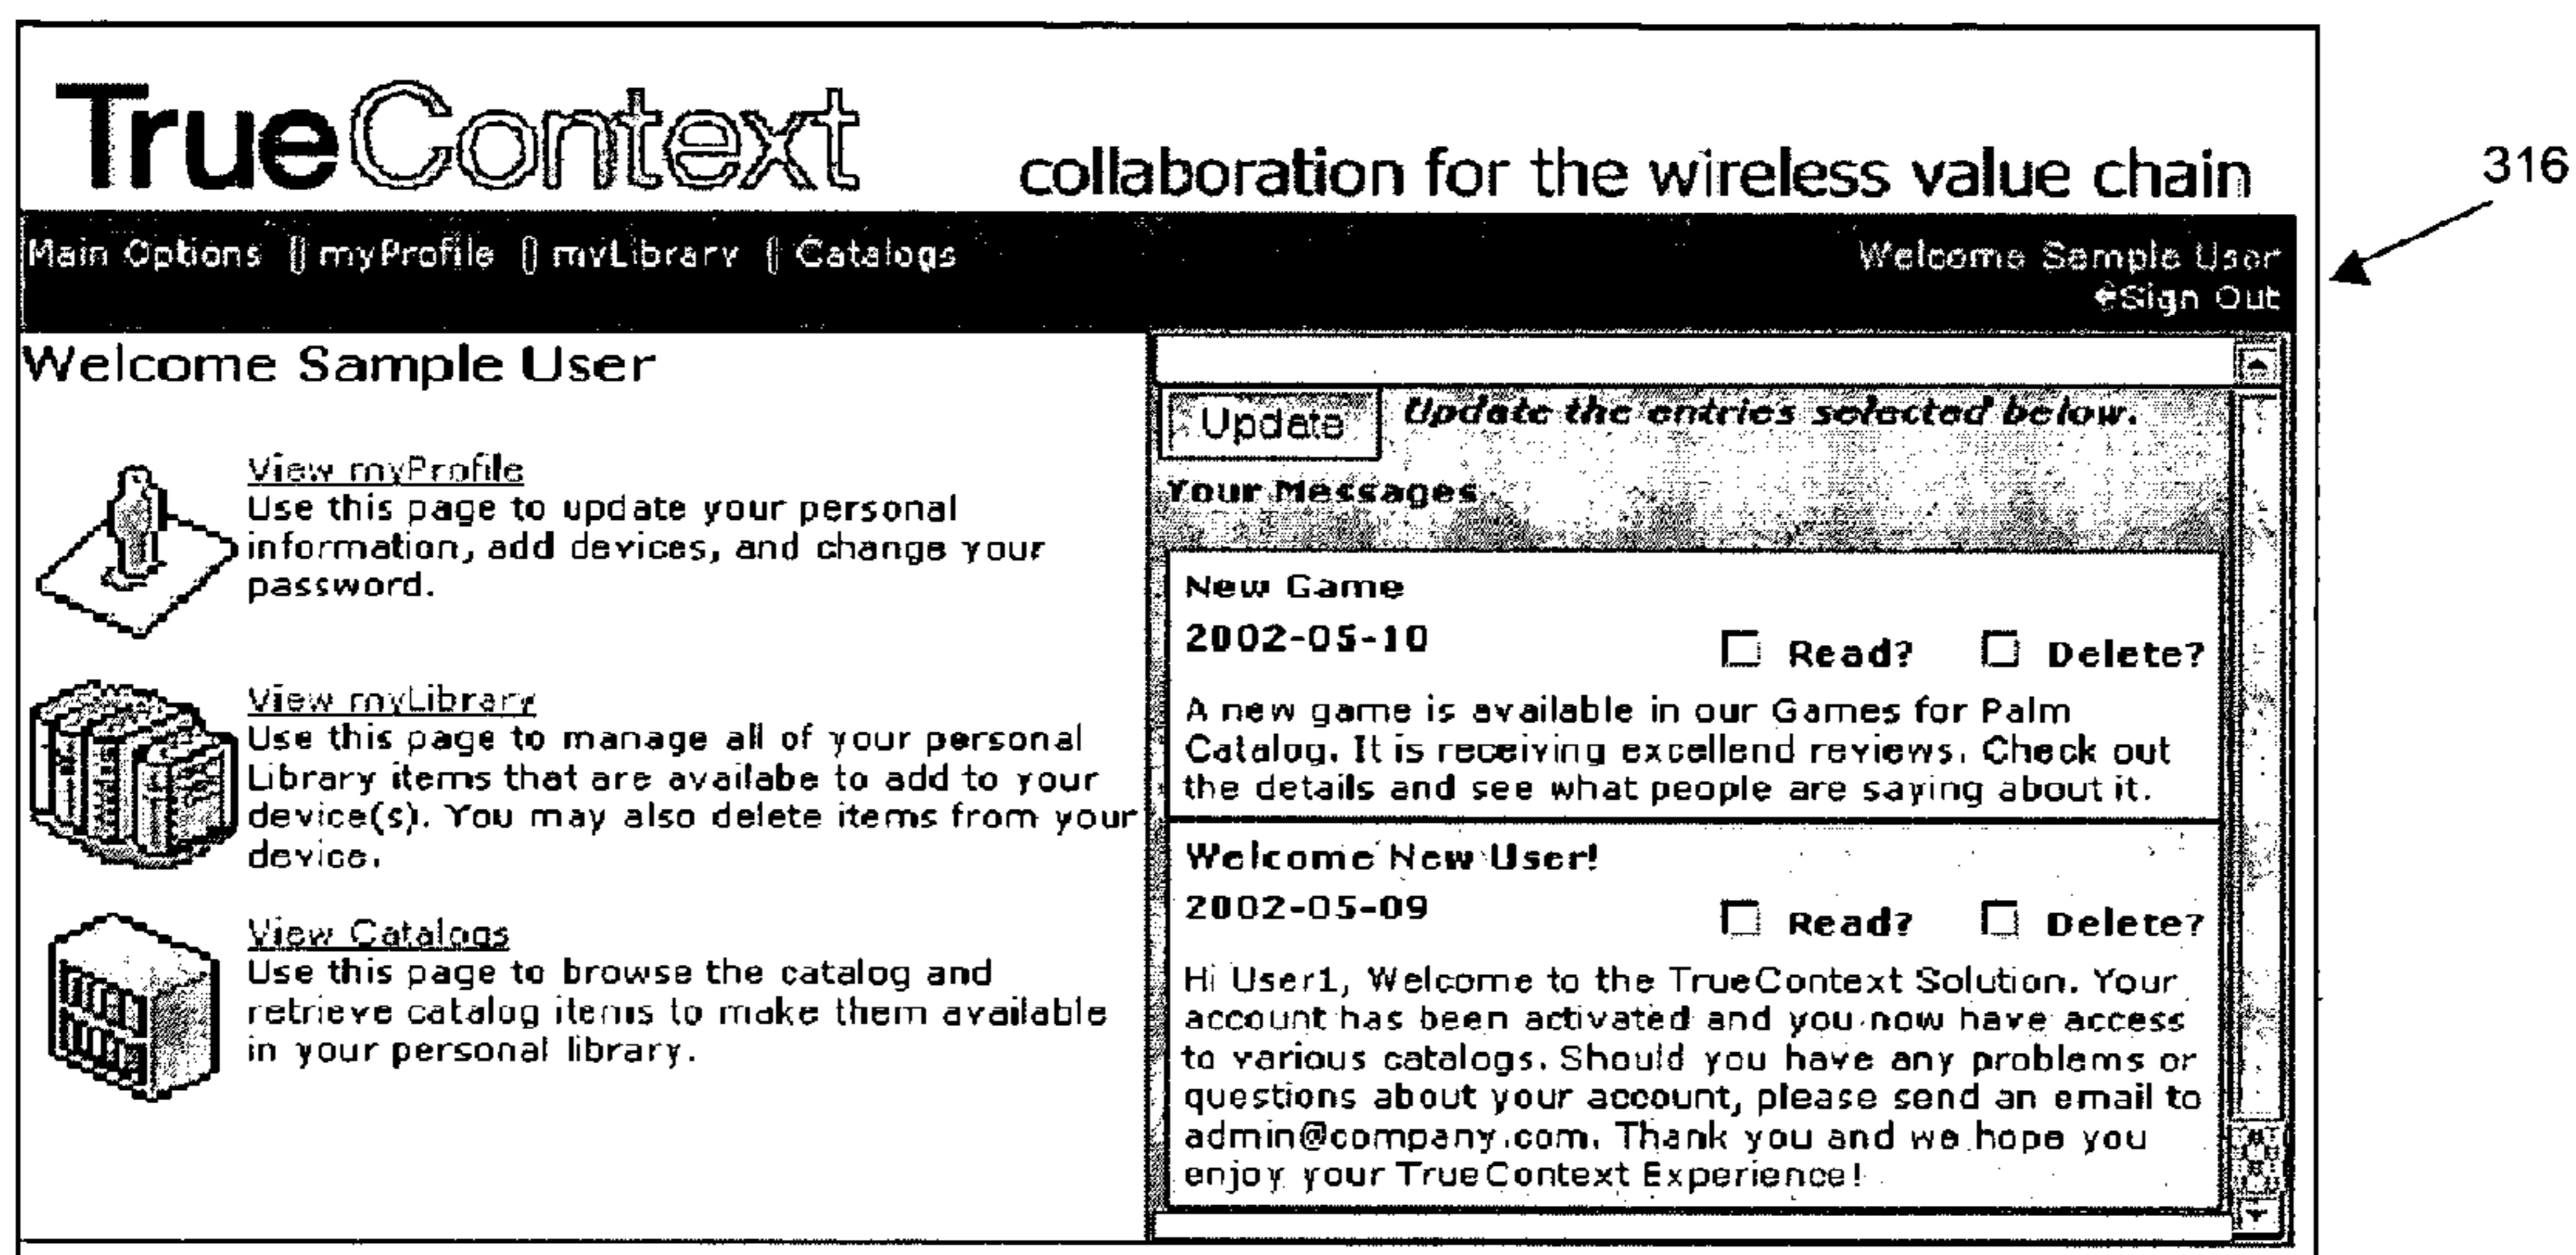 TrueContext
collaboration for the wireless value chain
316
Main Options || myProfile || myLibrary || Catalogs
Welcome Sample User
Sign Out
Welcome Sample User
View myProfile
Use this page to update your personal
information, add devices, and change your
password.
View myLibrary
Use this page to manage all of your personal
Library items that are availabe to add to your
device(s). You may also delete items from your
device.
View Catalogs
Use this page to browse the catalog and
retrieve catalog items to make them available
in your personal library.
Update
Update the entries selected below.
Your Messages
New Game
2002-05-10
Read? Delete?
A new game is available in our Games for Palm
Catalog. It is receiving excellend reviews. Check out
the details and see what people are saying about it.
Welcome New User!
2002-05-09
Read? Delete?
Hi User1, Welcome to the TrueContext Solution. Your
account has been activated and you now have access
to various catalogs. Should you have any problems or
questions about your account, please send an email to
admin@company.com. Thank you and we hope you
enjoy your TrueContext Experience!